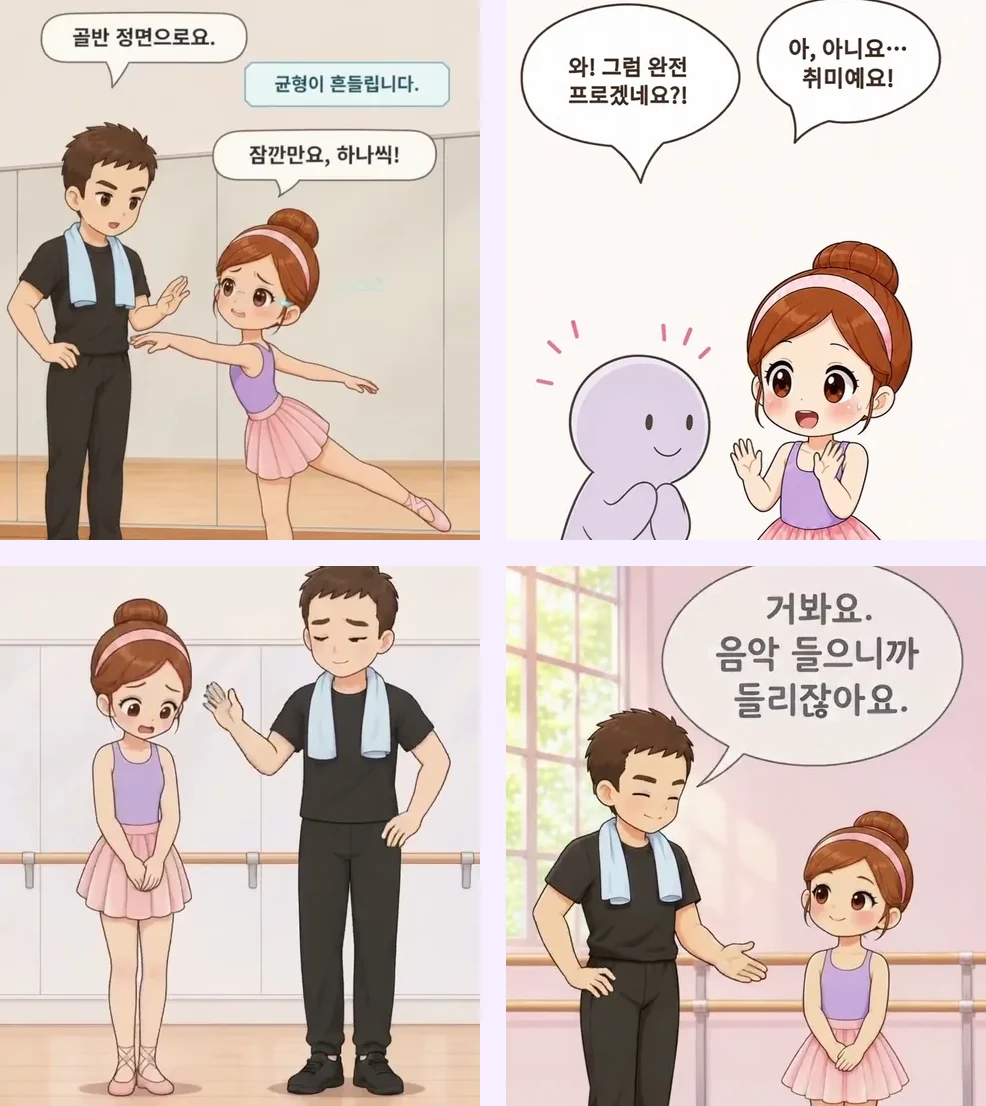 골반 정면으로요.
균형이 흔들립니다.
잠깐만요, 하나씩!
와! 그럼 완전
프로겠네요?!
아, 아니요…
취미예요!
거봐요.
음악 들으니까
들리잖아요.